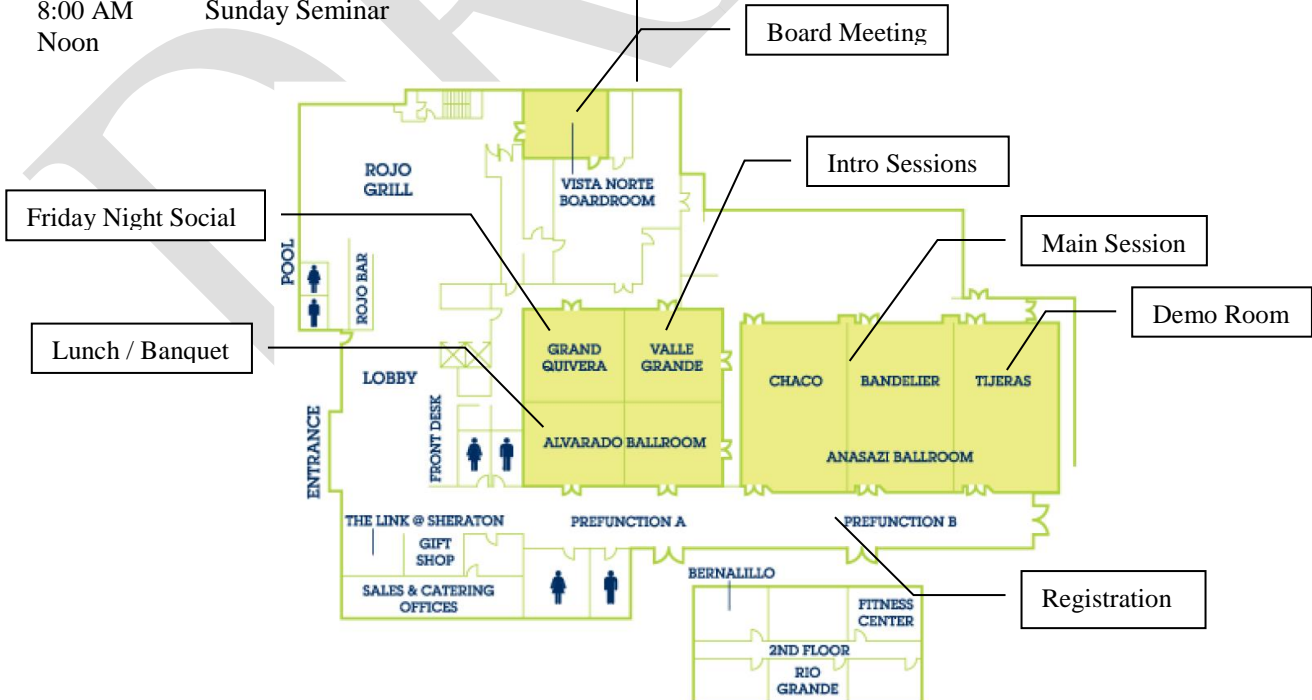 8:00 AM Sunday Seminar
Noon
Board Meeting
Intro Sessions
Friday Night Social
Main Session
Demo Room
Lunch / Banquet
Registration
ROJO
GRILL
VISTA NORTE
BOARDROOM
POOL
ROJO BAR
GRAND
QUIVERA
VALLE
GRANDE
CHACO
BANDELIER
TIJERAS
LOBBY
ENTRANCE
FRONT DESK
ALVARADO BALLROOM
ANASAZI BALLROOM
THE LINK @ SHERATON
PREFUNCTION A
PREFUNCTION B
GIFT
SHOP
SALES & CATERING
OFFICES
BERNALILLO
FITNESS
CENTER
2ND FLOOR
RIO
GRANDE